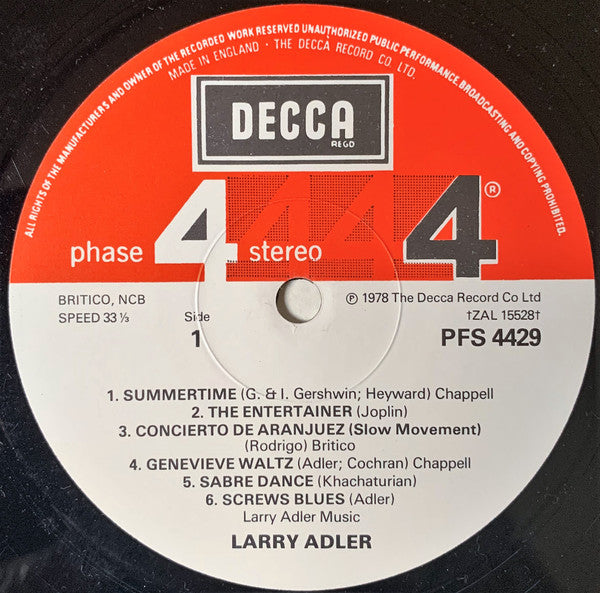 ALL RIGHTS OF THE MANUFACTURERS AND OWNER OF THE RECORDED WORK RESERVED UNAUTHORIZED PUBLIC PERFORMANCE, BROADCASTING AND COPYING PROHIBITED.
MADE IN ENGLAND · THE DECCA RECORD CO LTD.
DECCA
REGD
phase 4 stereo 4 4 4 ®
BRITICO, NCB
SPEED 33 ⅓
Side
1
℗ 1978 The Decca Record Co Ltd
†ZAL 15528†
PFS 4429
1. SUMMERTIME (G. & I. Gershwin; Heyward) Chappell
2. THE ENTERTAINER (Joplin)
3. CONCIERTO DE ARANJUEZ (Slow Movement)
(Rodrigo) Britico
4. GENEVIEVE WALTZ (Adler; Cochran) Chappell
5. SABRE DANCE (Khachaturian)
6. SCREWS BLUES (Adler)
Larry Adler Music
LARRY ADLER